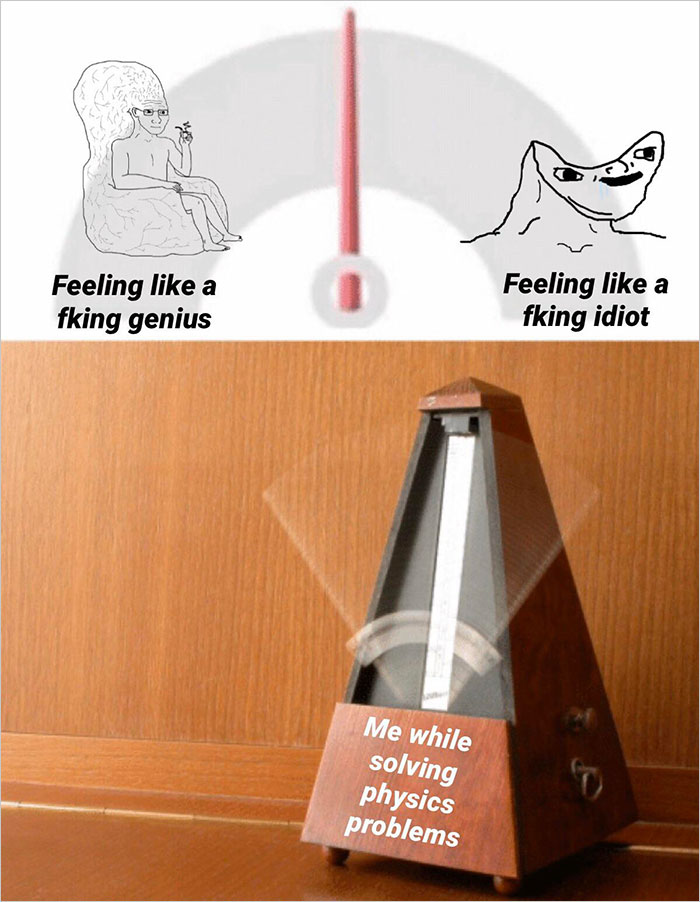 Feeling like a
fking genius
Feeling like a
fking idiot
Me while
solving
physics
problems